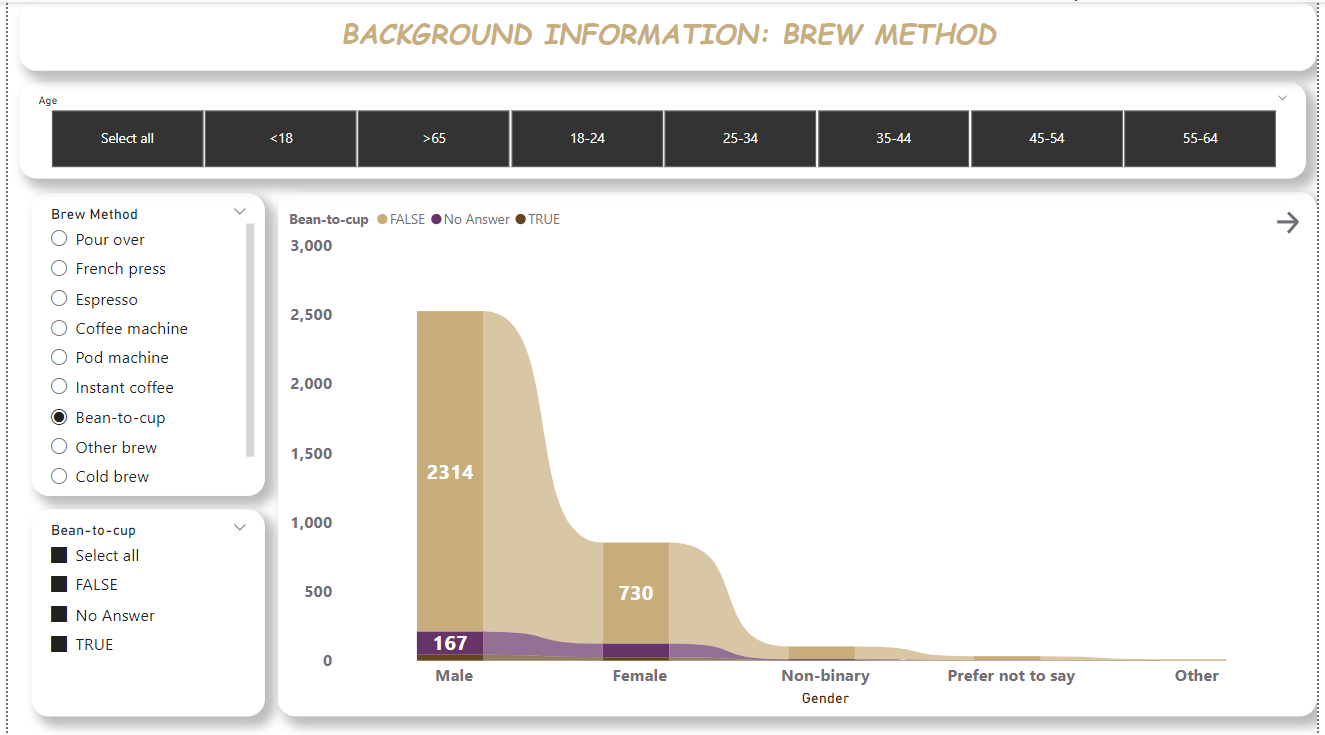 BACKGROUND INFORMATION: BREW METHOD
Age
Select all <18 >65 18-24 25-34 35-44 45-54 55-64
Brew Method
Pour over
French press
Espresso
Coffee machine
Pod machine
Instant coffee
Bean-to-cup
Other brew
Cold brew
Bean-to-cup
Select all
FALSE
No Answer
TRUE
Bean-to-cup FALSE No Answer TRUE
3,000
2,500
2,000
1,500
1,000
500
0
2314
730
167
Male Female Non-binary Prefer not to say Other
Gender